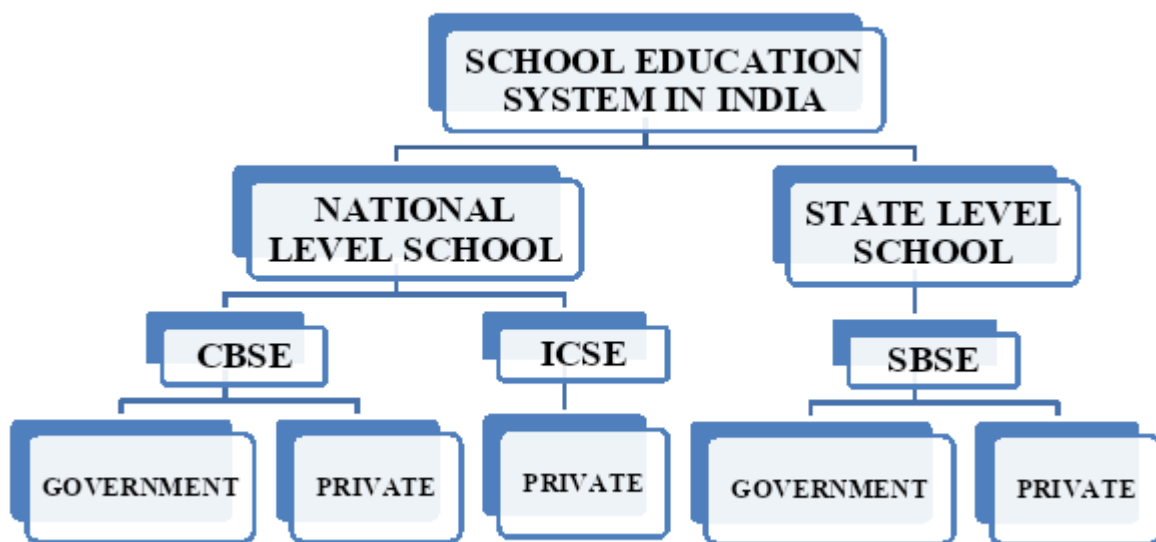 SCHOOL EDUCATION
SYSTEM IN INDIA
NATIONAL
LEVEL SCHOOL
STATE LEVEL
SCHOOL
CBSE
ICSE
SBSE
GOVERNMENT
PRIVATE
PRIVATE
GOVERNMENT
PRIVATE